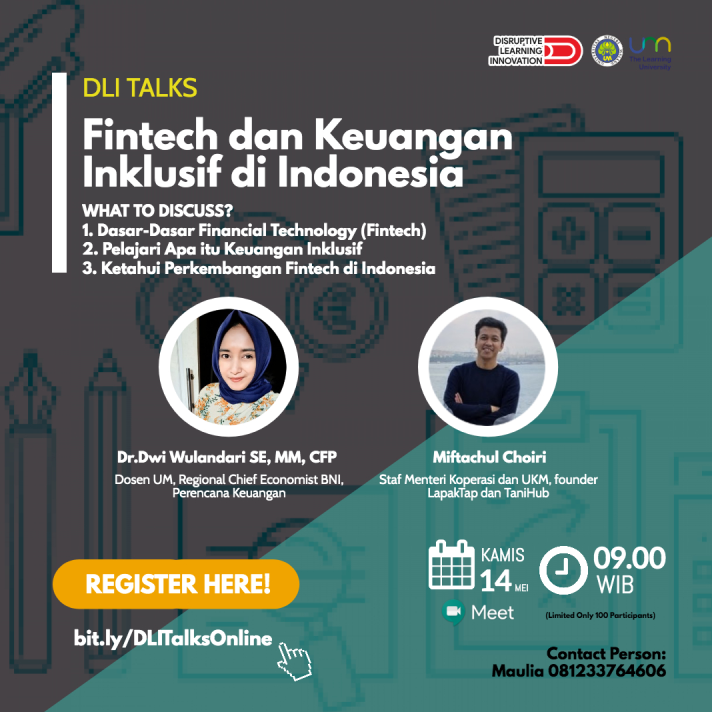 DISRUPTIVE
LEARNING
INNOVATION
um
The Learning
University
DLI TALKS
Fintech dan Keuangan
Inklusif di Indonesia
WHAT TO DISCUSS?
1. Dasar-Dasar Financial Technology (Fintech)
2. Pelajari Apa itu Keuangan Inklusif
3. Ketahui Perkembangan Fintech di Indonesia
Dr.Dwi Wulandari SE, MM, CFP
Dosen UM, Regional Chief Economist BNI,
Perencana Keuangan
Miftachul Choiri
Staf Menteri Koperasi dan UKM, founder
LapakTap dan TaniHub
KAMIS
14 MEI
09.00
WIB
Meet
(Limited Only 100 Participants)
REGISTER HERE!
bit.ly/DLITalksOnline
Contact Person:
Maulia 081233764606